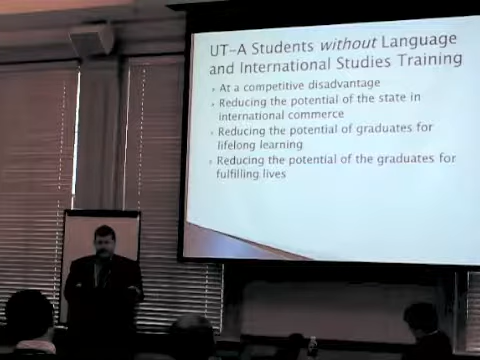 UT-A Students without Language
and International Studies Training
At a competitive disadvantage
Reducing the potential of the state in
international commerce
Reducing the potential of graduates for
lifelong learning
Reducing the potential of the graduates for
fulfilling lives